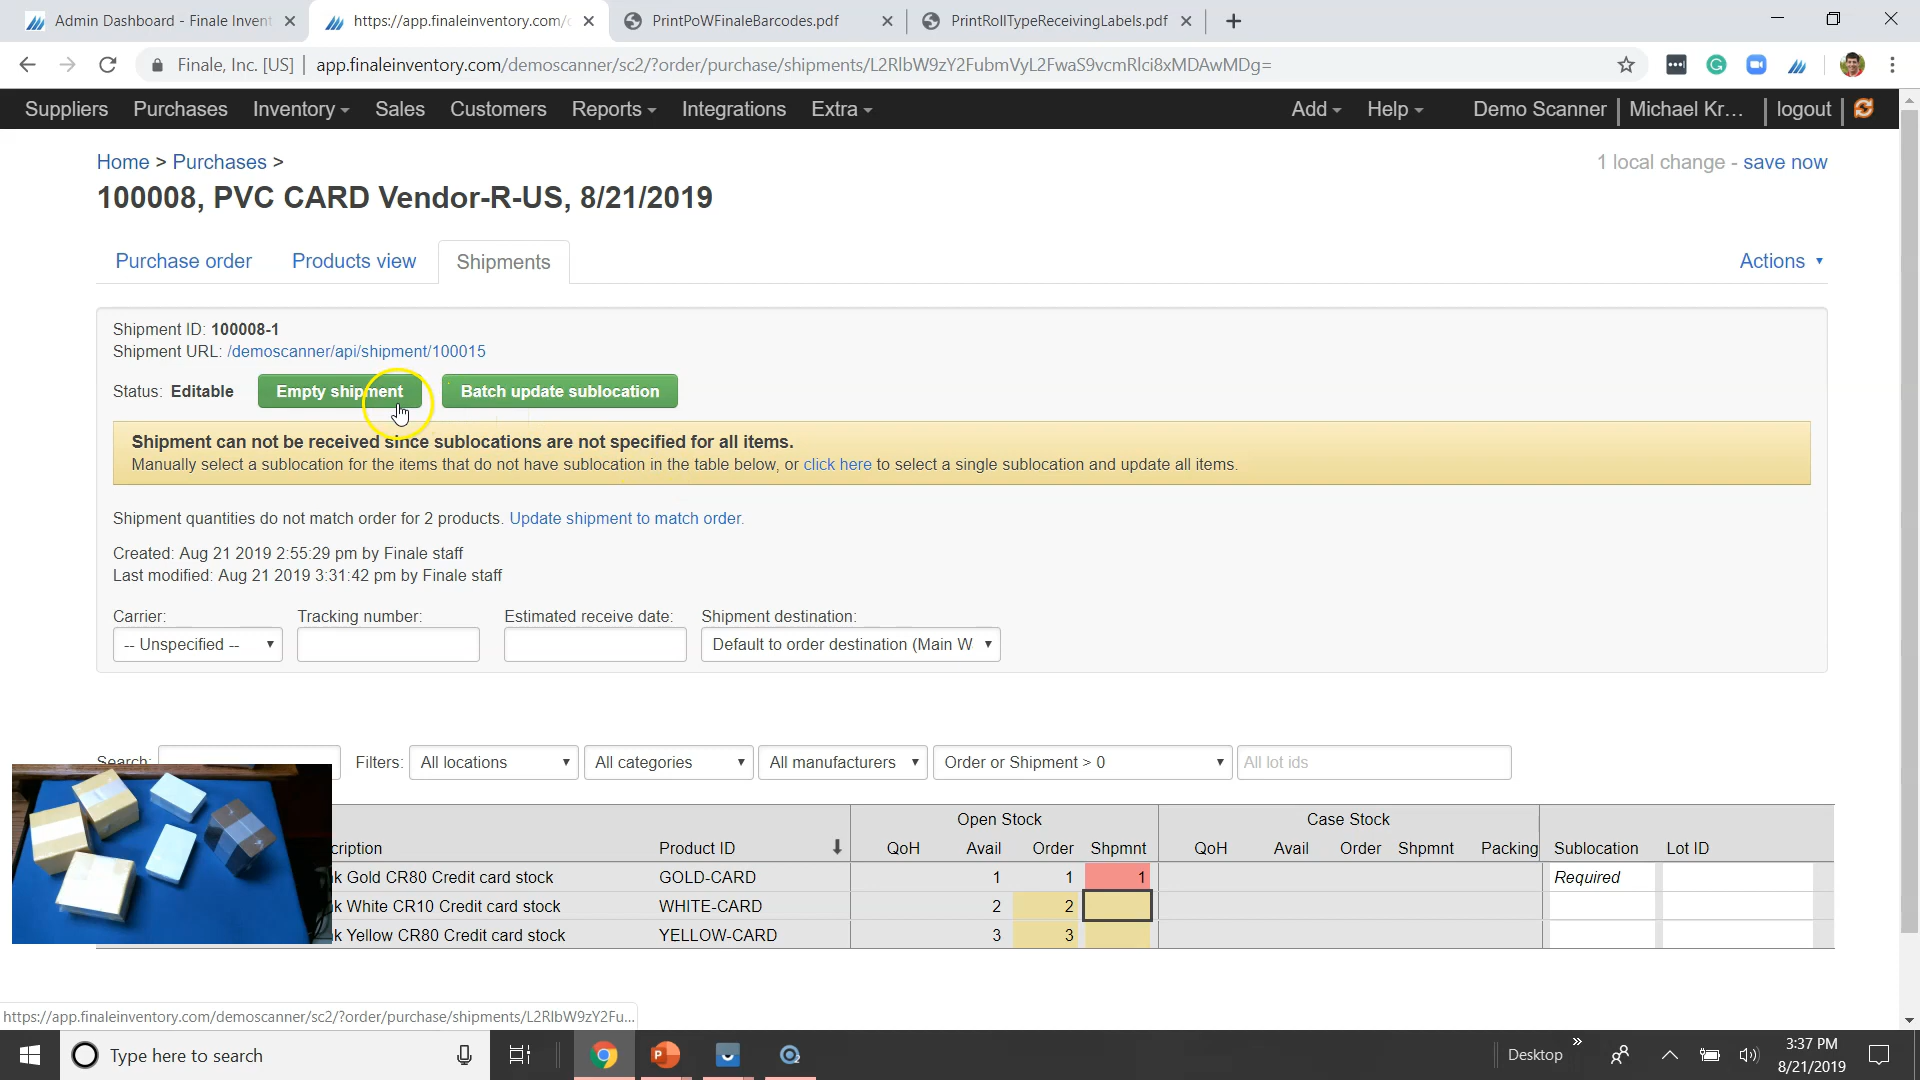 Admin Dashboard - Finale Invent
https://app.finaleinventory.com/
PrintPoWFinaleBarcodes.pdf
PrintRollTypeReceivingLabels.pdf
Finale, Inc. [US] | app.finaleinventory.com/demoscanner/sc2/?order/purchase/shipments/L2RlbW9zY2FubmVyL2FwaS9vcmRlci8xMDAwMDg=
Suppliers Purchases Inventory Sales Customers Reports Integrations Extra Add Help Demo Scanner | Michael Kr... | logout
Home > Purchases >
1 local change - save now
100008, PVC CARD Vendor-R-US, 8/21/2019
Purchase order Products view Shipments Actions
Shipment ID: 100008-1
Shipment URL: /demoscanner/api/shipment/100015
Status: Editable Empty shipment Batch update sublocation
Shipment can not be received since sublocations are not specified for all items.
Manually select a sublocation for the items that do not have sublocation in the table below, or click here to select a single sublocation and update all items.
Shipment quantities do not match order for 2 products. Update shipment to match order.
Created: Aug 21 2019 2:55:29 pm by Finale staff
Last modified: Aug 21 2019 3:31:42 pm by Finale staff
Carrier: Tracking number: Estimated receive date: Shipment destination:
-- Unspecified -- Default to order destination (Main W
Search: Filters: All locations All categories All manufacturers Order or Shipment > 0 All lot ids
Open Stock Case Stock
cription Product ID QoH Avail Order Shpmnt QoH Avail Order Shpmnt Packing Sublocation Lot ID
k Gold CR80 Credit card stock GOLD-CARD 1 1 1 Required
k White CR10 Credit card stock WHITE-CARD 2 2
k Yellow CR80 Credit card stock YELLOW-CARD 3 3
https://app.finaleinventory.com/demoscanner/sc2/?order/purchase/shipments/L2RlbW9zY2Fu...
Type here to search
Desktop
3:37 PM
8/21/2019